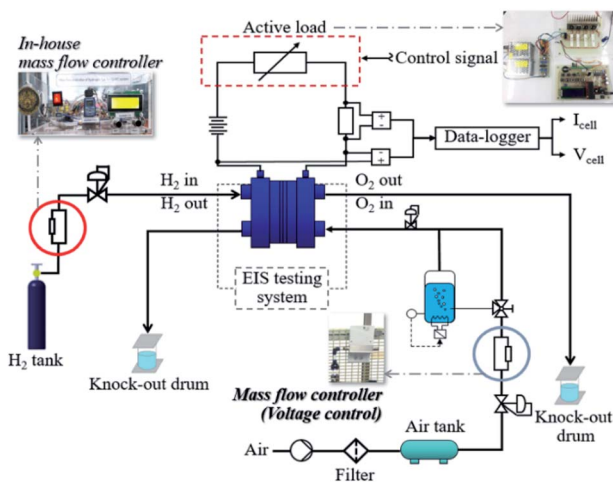 Active load
In-house
mass flow controller
Control signal
Data-logger
I_cell
V_cell
H₂ in
H₂ out
O₂ out
O₂ in
EIS testing
system
H₂ tank
Knock-out drum
Mass flow controller
(Voltage control)
Knock-out
drum
Air tank
Air
Filter